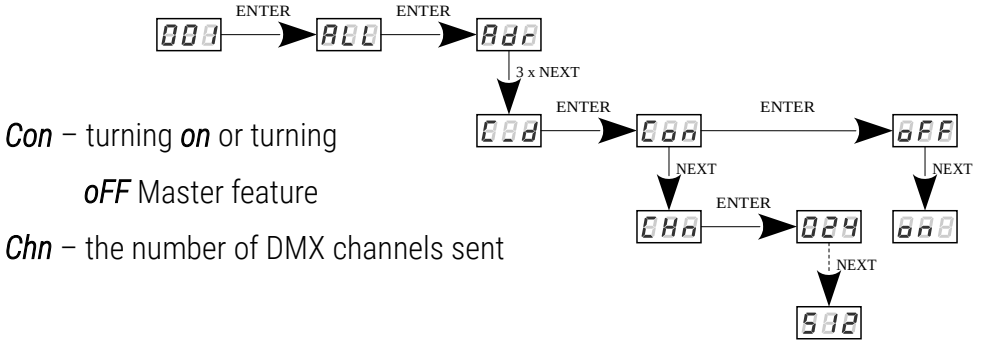 ENTER ENTER
001 ALL Adr
3 x NEXT
ENTER ENTER
C_d Con oFF
Con – turning on or turning
NEXT NEXT
oFF Master feature
ENTER
CHn 024 on
Chn – the number of DMX channels sent
NEXT
512